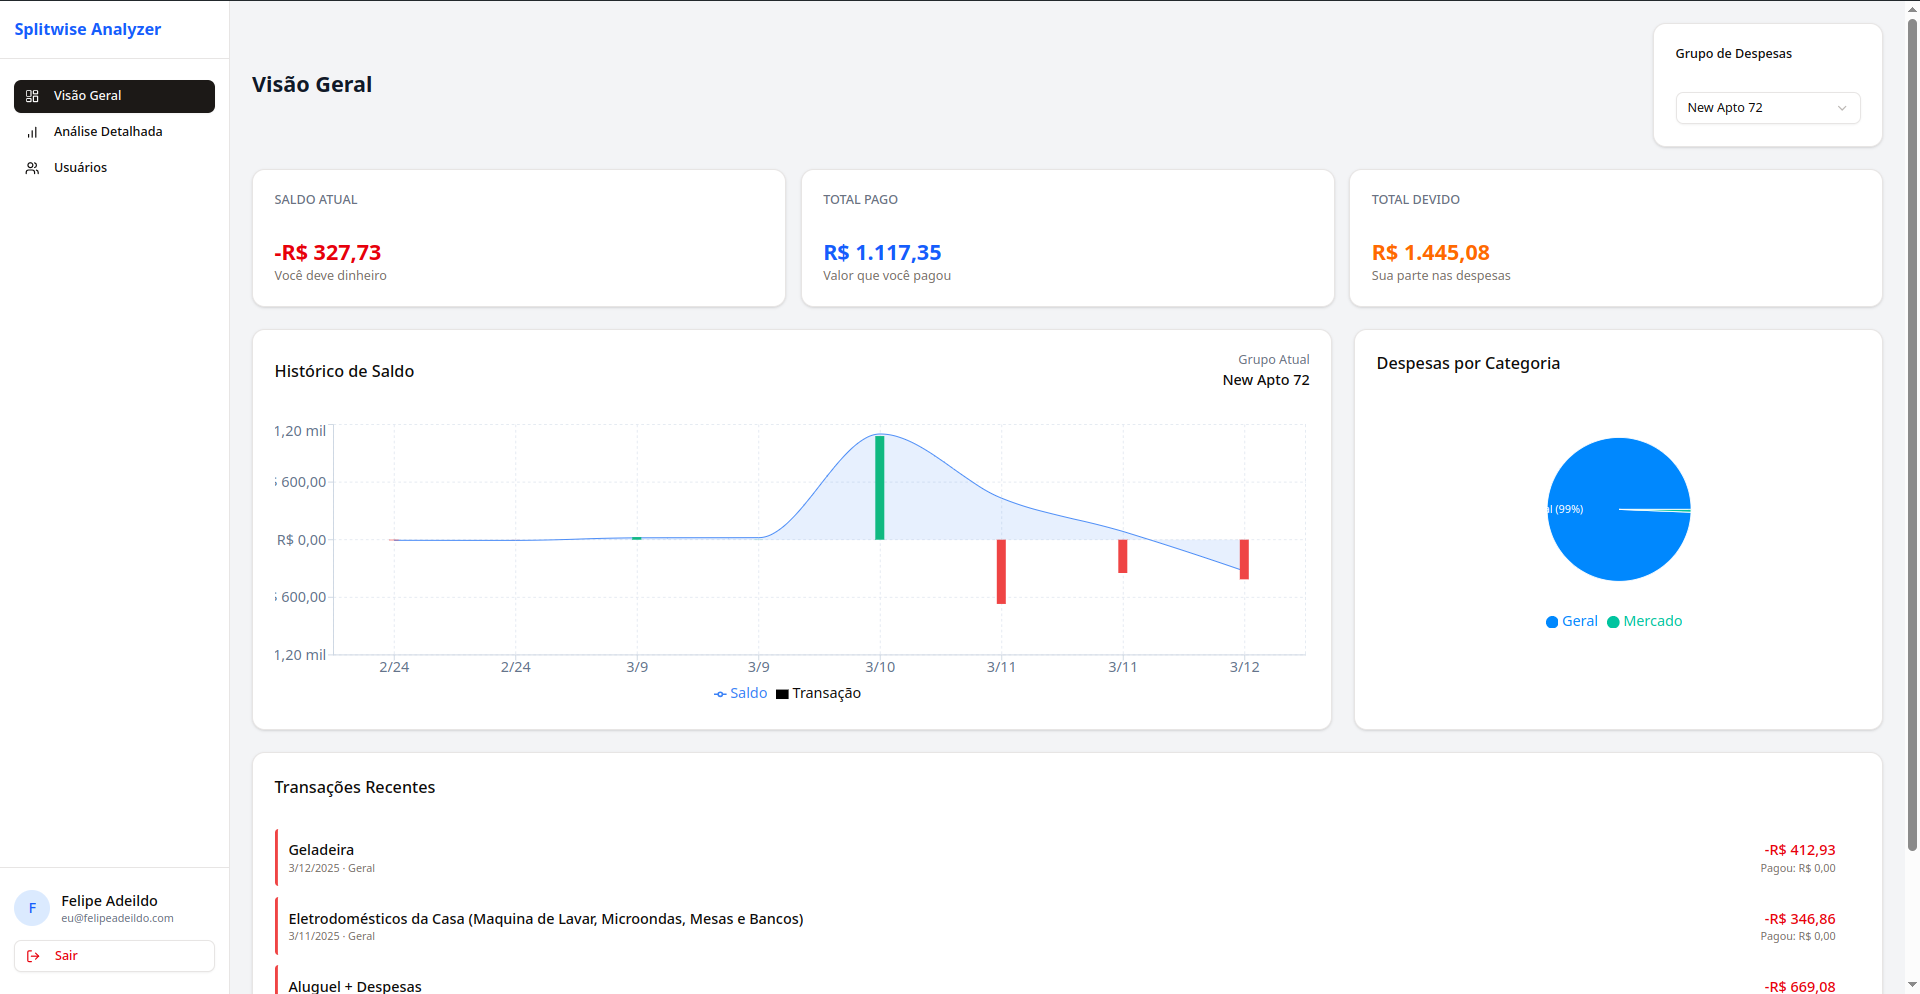 Splitwise Analyzer
Visão Geral
Análise Detalhada
Usuários
Felipe Adeildo
F
eu@felipeadeildo.com
Sair
Visão Geral
Grupo de Despesas
New Apto 72
SALDO ATUAL
-R$ 327,73
Você deve dinheiro
TOTAL PAGO
R$ 1.117,35
Valor que você pagou
TOTAL DEVIDO
R$ 1.445,08
Sua parte nas despesas
Histórico de Saldo
Grupo Atual
New Apto 72
1,20 mil
600,00
R$ 0,00
600,00
1,20 mil
2/24 2/24 3/9 3/9 3/10 3/11 3/11 3/12
Saldo Transação
Despesas por Categoria
(99%)
Geral Mercado
Transações Recentes
Geladeira
3/12/2025 · Geral
-R$ 412,93
Pagou: R$ 0,00
Eletrodomésticos da Casa (Maquina de Lavar, Microondas, Mesas e Bancos)
3/11/2025 · Geral
-R$ 346,86
Pagou: R$ 0,00
Aluguel + Despesas
-R$ 669,08